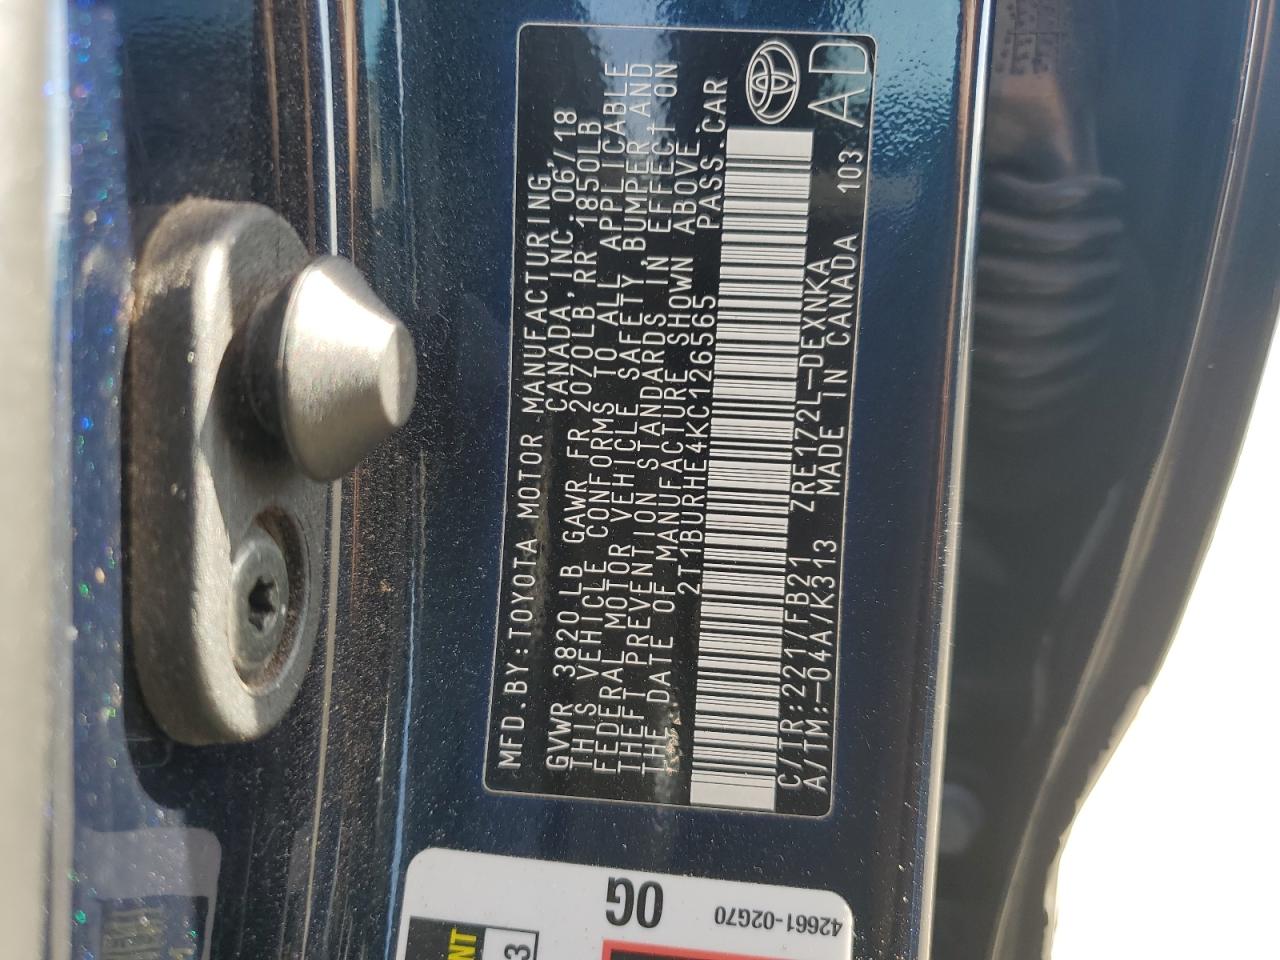 MFD.BY:TOYOTA MOTOR MANUFACTURING,
CANADA,INC.06/18
GVWR 3820LB GAWR FR 2070LB,RR 1850LB
THIS VEHICLE CONFORMS TO ALL APPLICABLE
FEDERAL MOTOR VEHICLE SAFETY,BUMPER AND
THEFT PREVENTION STANDARDS IN EFFECT ON
THE DATE OF MANUFACTURE SHOWN ABOVE.
2T1BURHE4KC126565 PASS.CAR
C/TR:221/FB21 ZRE172L-DEXNKA
A/TM:-04A/K313 MADE IN CANADA 103
AD
OG
42661-02G70
3